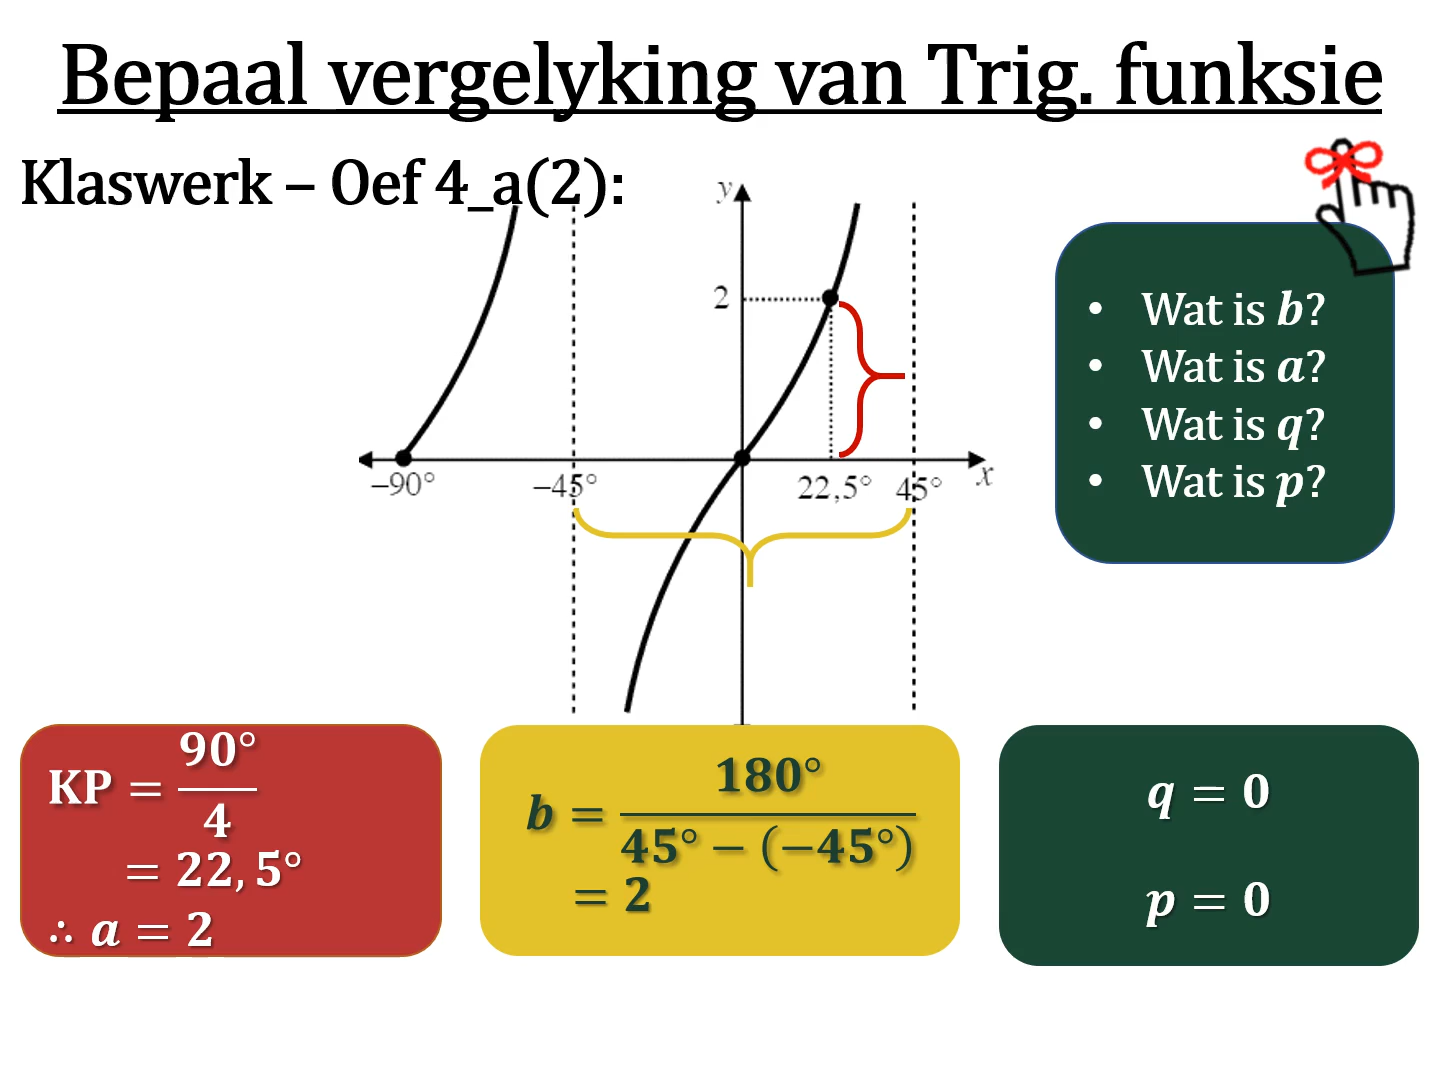 Bepaal vergelyking van Trig. funksie
Klaswerk – Oef 4_a(2):
y
2
–90°
–45°
22,5°
45°
x
• Wat is b?
• Wat is a?
• Wat is q?
• Wat is p?
KP = 90°/4
= 22, 5°
∴ a = 2
b = 180°/45° − (−45°)
= 2
q = 0
p = 0